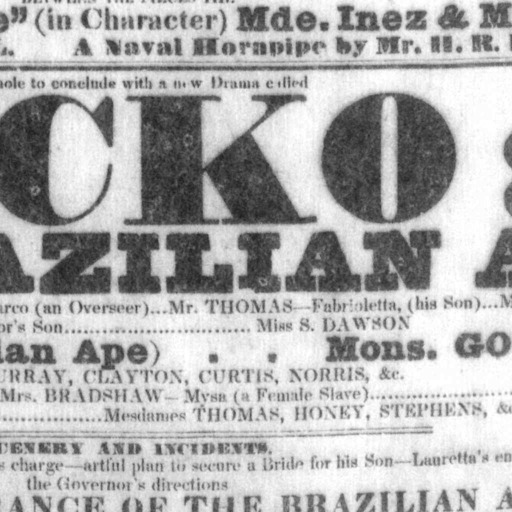 e" (in Character) Mde. Inez & M
A Naval Hornpipe by Mr. H. R.
hole to conclude with a new Drama called
CKO
AZILIAN A
arco (an Overseer)...Mr. THOMAS—Fabrioletta, (his Son)...M
or's Son.............................. Miss S. DAWSON
ian Ape) . . Mons. GO
URRAY, CLAYTON, CURTIS, NORRIS, &c.
Mrs. BRADSHAW—Mysa (a Female Slave)......................
................Mesdames THOMAS, HONEY, STEPHENS, &c
SCENERY AND INCIDENTS.
s charge—artful plan to secure a Bride for his Son—Lauretta's en
the Governor's directions
RANCE OF THE BRAZILIAN A